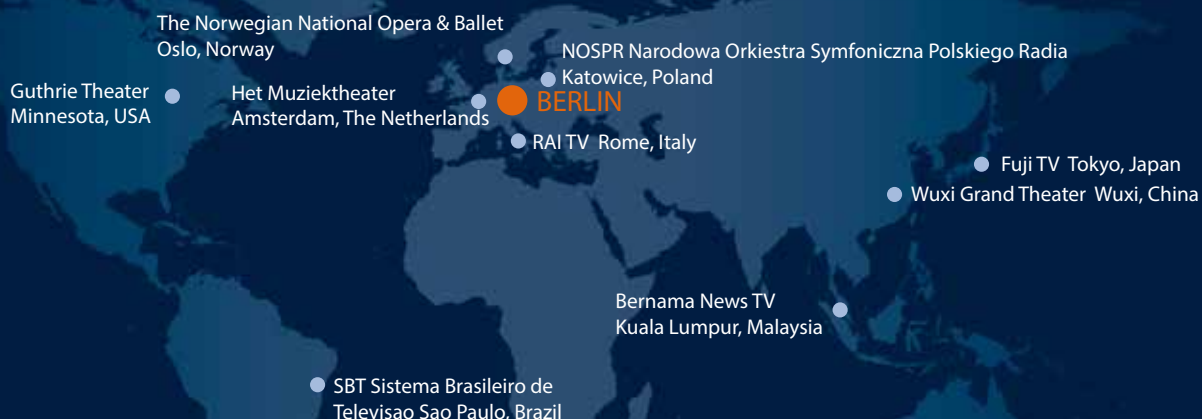 The Norwegian National Opera & Ballet
Oslo, Norway
NOSPR Narodowa Orkiestra Symfoniczna Polskiego Radia
Katowice, Poland
Guthrie Theater
Minnesota, USA
Het Muziektheater
Amsterdam, The Netherlands
BERLIN
RAI TV Rome, Italy
Fuji TV Tokyo, Japan
Wuxi Grand Theater Wuxi, China
Bernama News TV
Kuala Lumpur, Malaysia
SBT Sistema Brasileiro de
Televisao Sao Paulo, Brazil